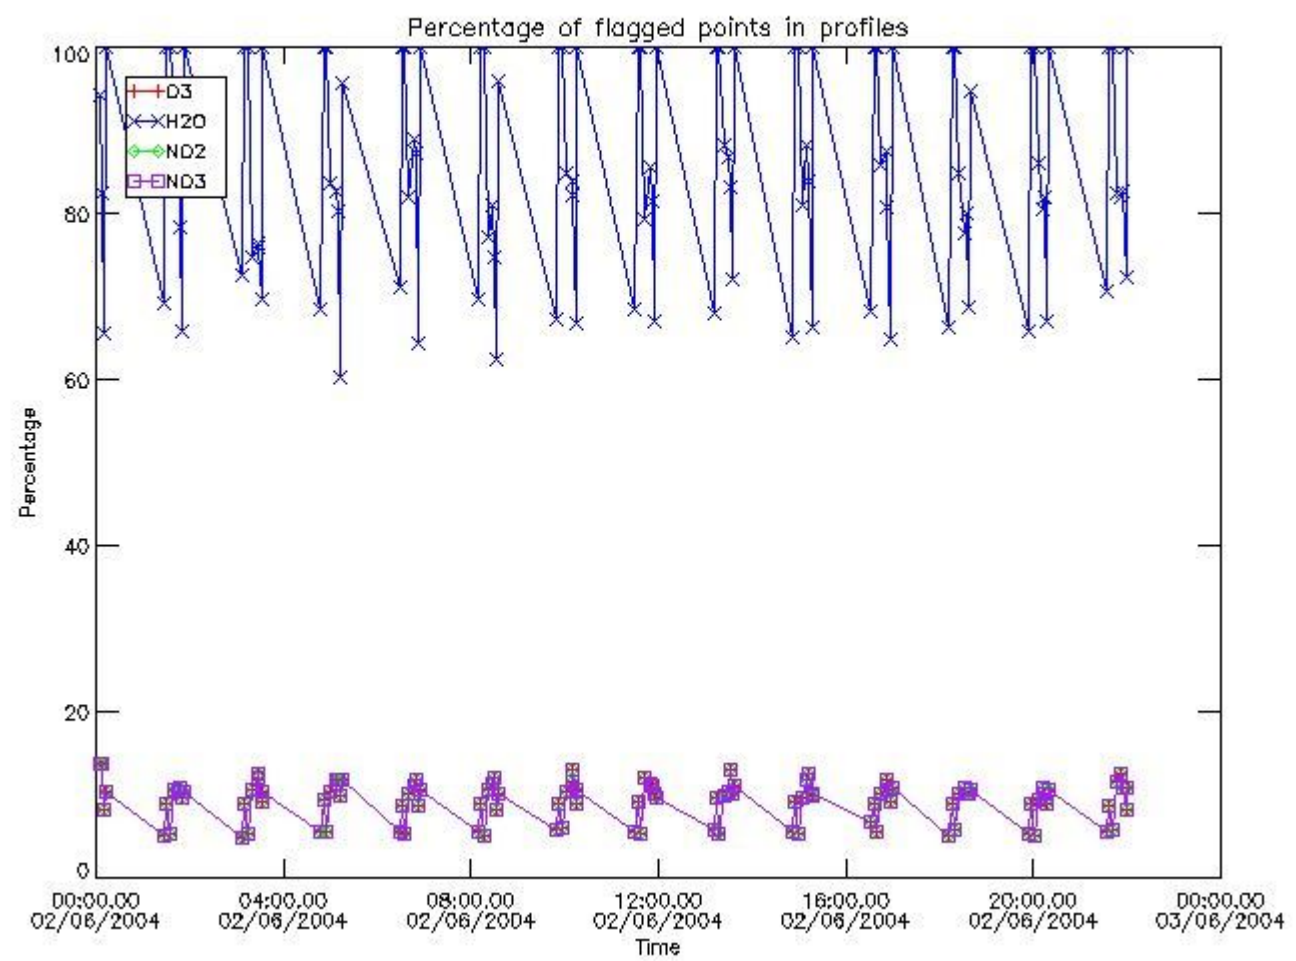 Percentage of flagged points in profiles
100
80
60
40
20
0
Percentage
O3
H2O
NO2
NO3
00:00.00 04:00.00 08:00.00 12:00.00 16:00.00 20:00.00 00:00.00
02/06/2004 02/06/2004 02/06/2004 02/06/2004 02/06/2004 02/06/2004 03/06/2004
Time